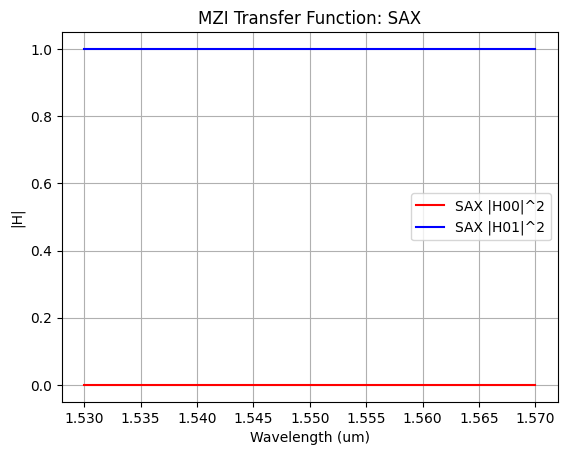 MZI Transfer Function: SAX
1.0
0.8
0.6
0.4
0.2
0.0
|H|
SAX |H00|^2
SAX |H01|^2
1.530 1.535 1.540 1.545 1.550 1.555 1.560 1.565 1.570
Wavelength (um)